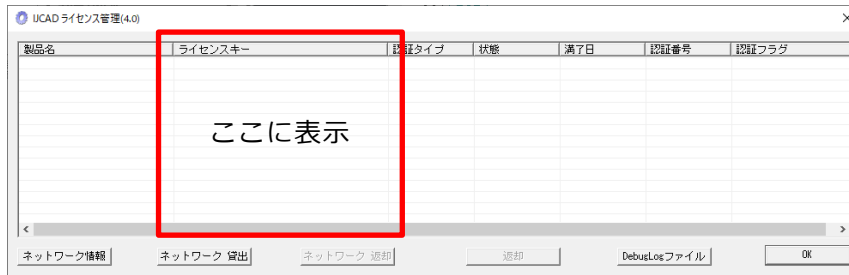 IJCAD ライセンス管理(4.0)
製品名 ライセンスキー 認証タイプ 状態 満了日 認証番号 認証フラグ
ここに表示
ネットワーク情報 ネットワーク 貸出 ネットワーク 返却 返却 DebugLogファイル OK